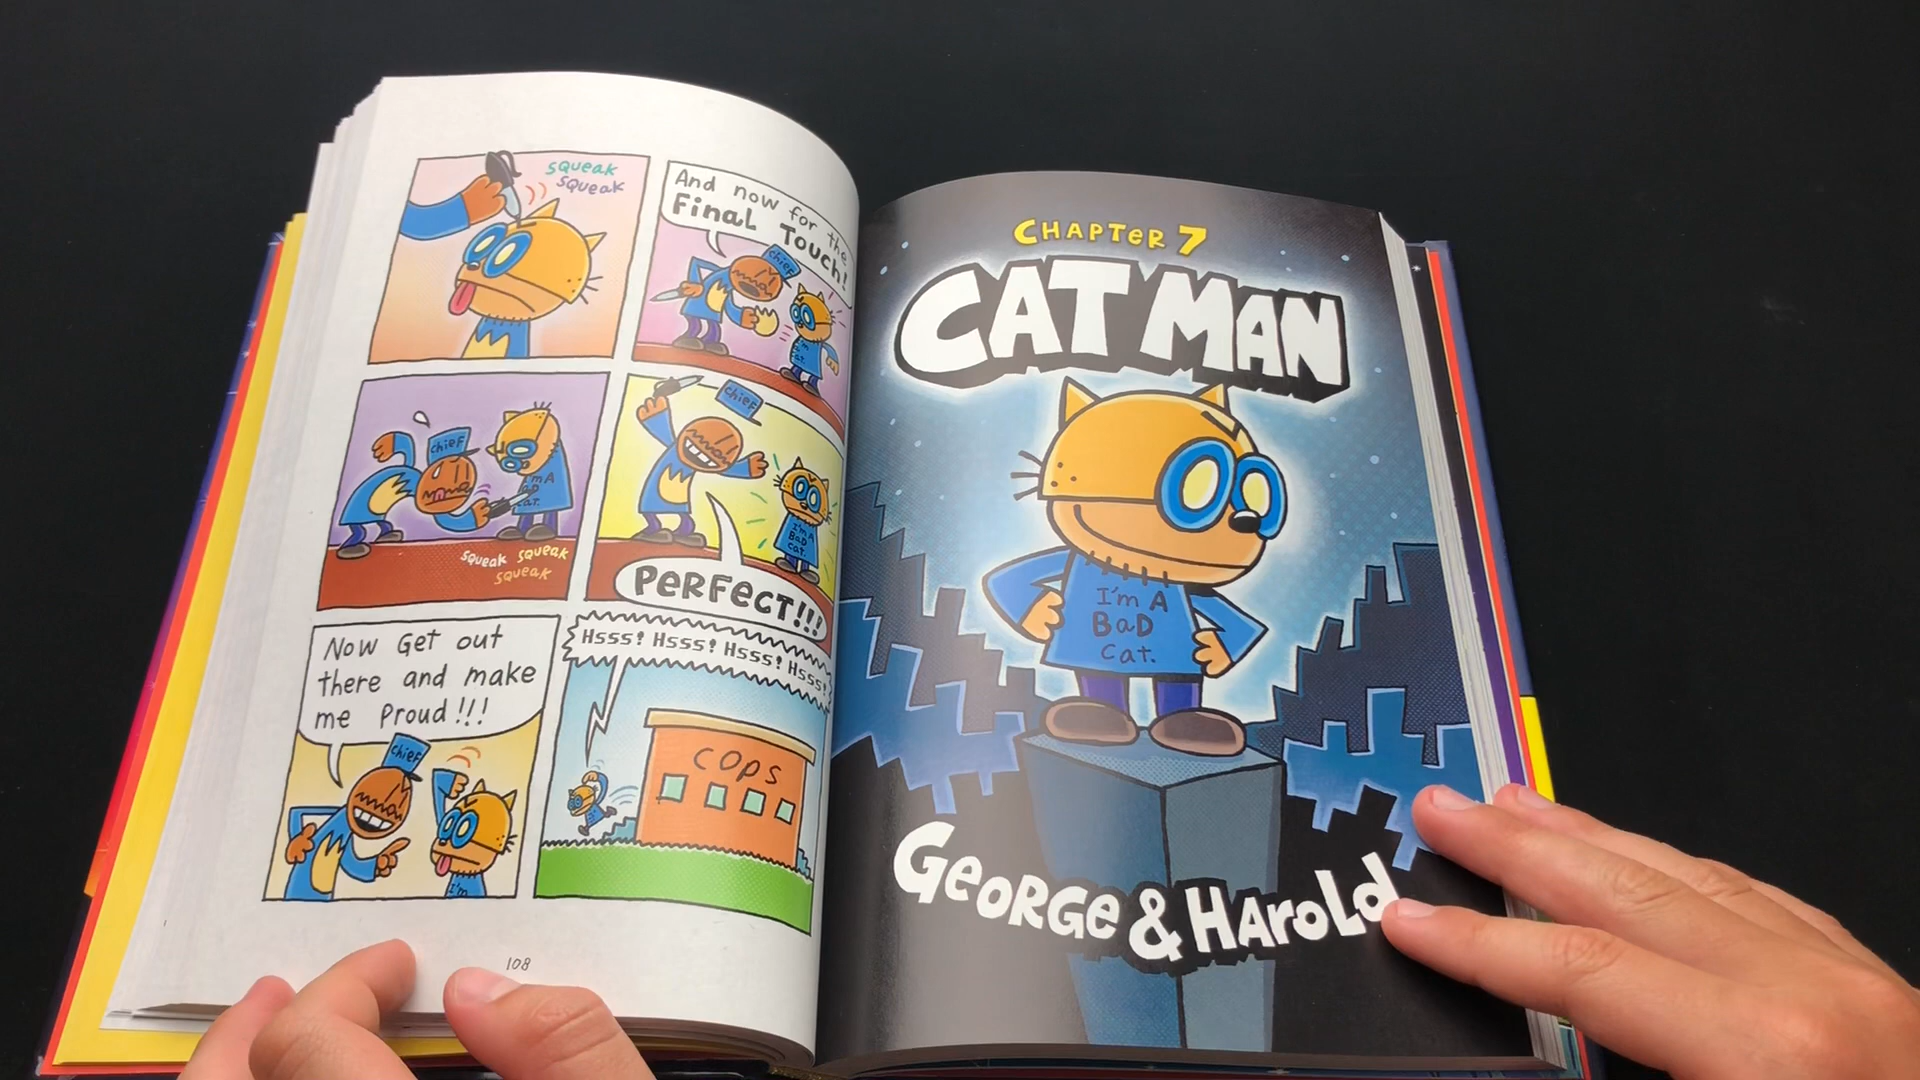 squeak
squeak
And now for the
Final Touch!
chief
I'm
cat.
chief
I'm A
BaD
cat.
squeak squeak
squeak
chief
I'm A
BaD
cat.
PERFECT!!!
Now Get out
there and make
me Proud!!!
chief
I'm
Hsss! Hsss! Hsss! Hsss!
COPS
108
CHAPTER 7
CAT MAN
I'm A
BaD
Cat.
GEORGE & HAROLD